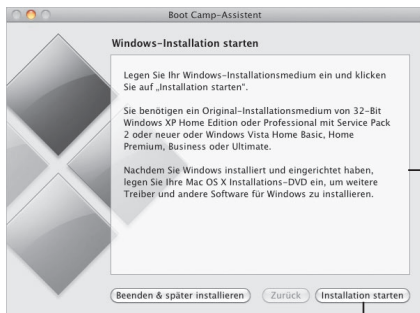 Boot Camp-Assistent
Windows-Installation starten
Legen Sie Ihr Windows-Installationsmedium ein und klicken
Sie auf „Installation starten“.
Sie benötigen ein Original-Installationsmedium von 32-Bit
Windows XP Home Edition oder Professional mit Service Pack
2 oder neuer oder Windows Vista Home Basic, Home
Premium, Business oder Ultimate.
Nachdem Sie Windows installiert und eingerichtet haben,
legen Sie Ihre Mac OS X Installations-DVD ein, um weitere
Treiber und andere Software für Windows zu installieren.
Beenden & später installieren
Zurück
Installation starten